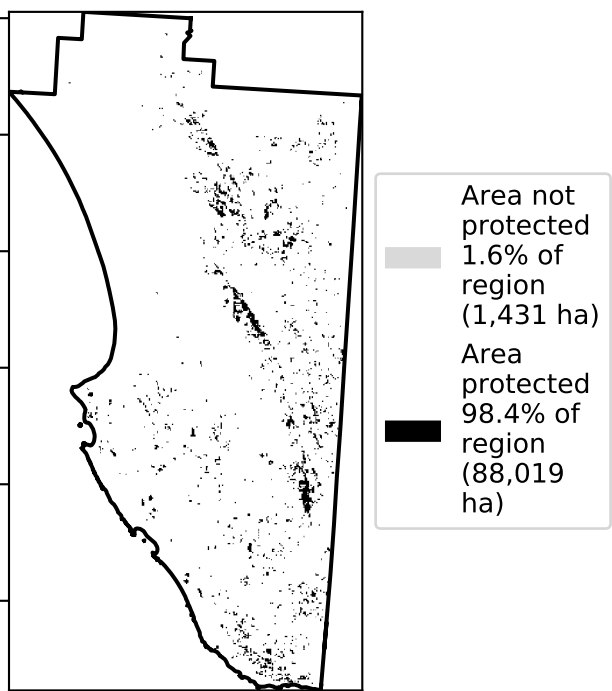 Area not
protected
1.6% of
region
(1,431 ha)
Area
protected
98.4% of
region
(88,019
ha)